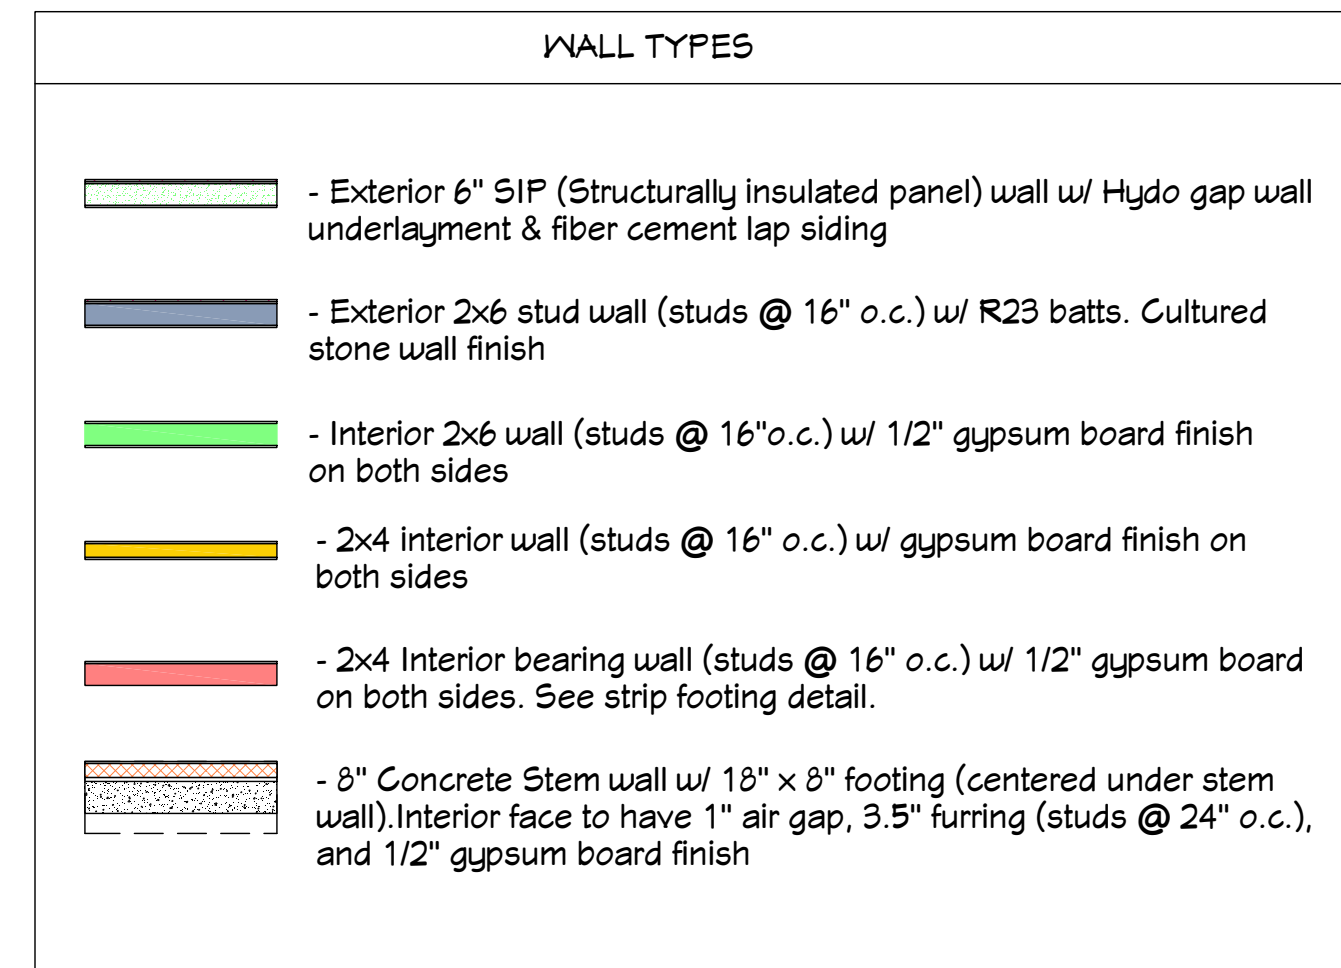 WALL TYPES
- Exterior 6" SIP (Structurally insulated panel) wall w/ Hydo gap wall
underlayment & fiber cement lap siding
- Exterior 2x6 stud wall (studs @ 16" o.c.) w/ R23 batts. Cultured
stone wall finish
- Interior 2x6 wall (studs @ 16"o.c.) w/ 1/2" gypsum board finish
on both sides
- 2x4 interior wall (studs @ 16" o.c.) w/ gypsum board finish on
both sides
- 2x4 Interior bearing wall (studs @ 16" o.c.) w/ 1/2" gypsum board
on both sides. See strip footing detail.
- 8" Concrete Stem wall w/ 18" x 8" footing (centered under stem
wall).Interior face to have 1" air gap, 3.5" furring (studs @ 24" o.c.),
and 1/2" gypsum board finish